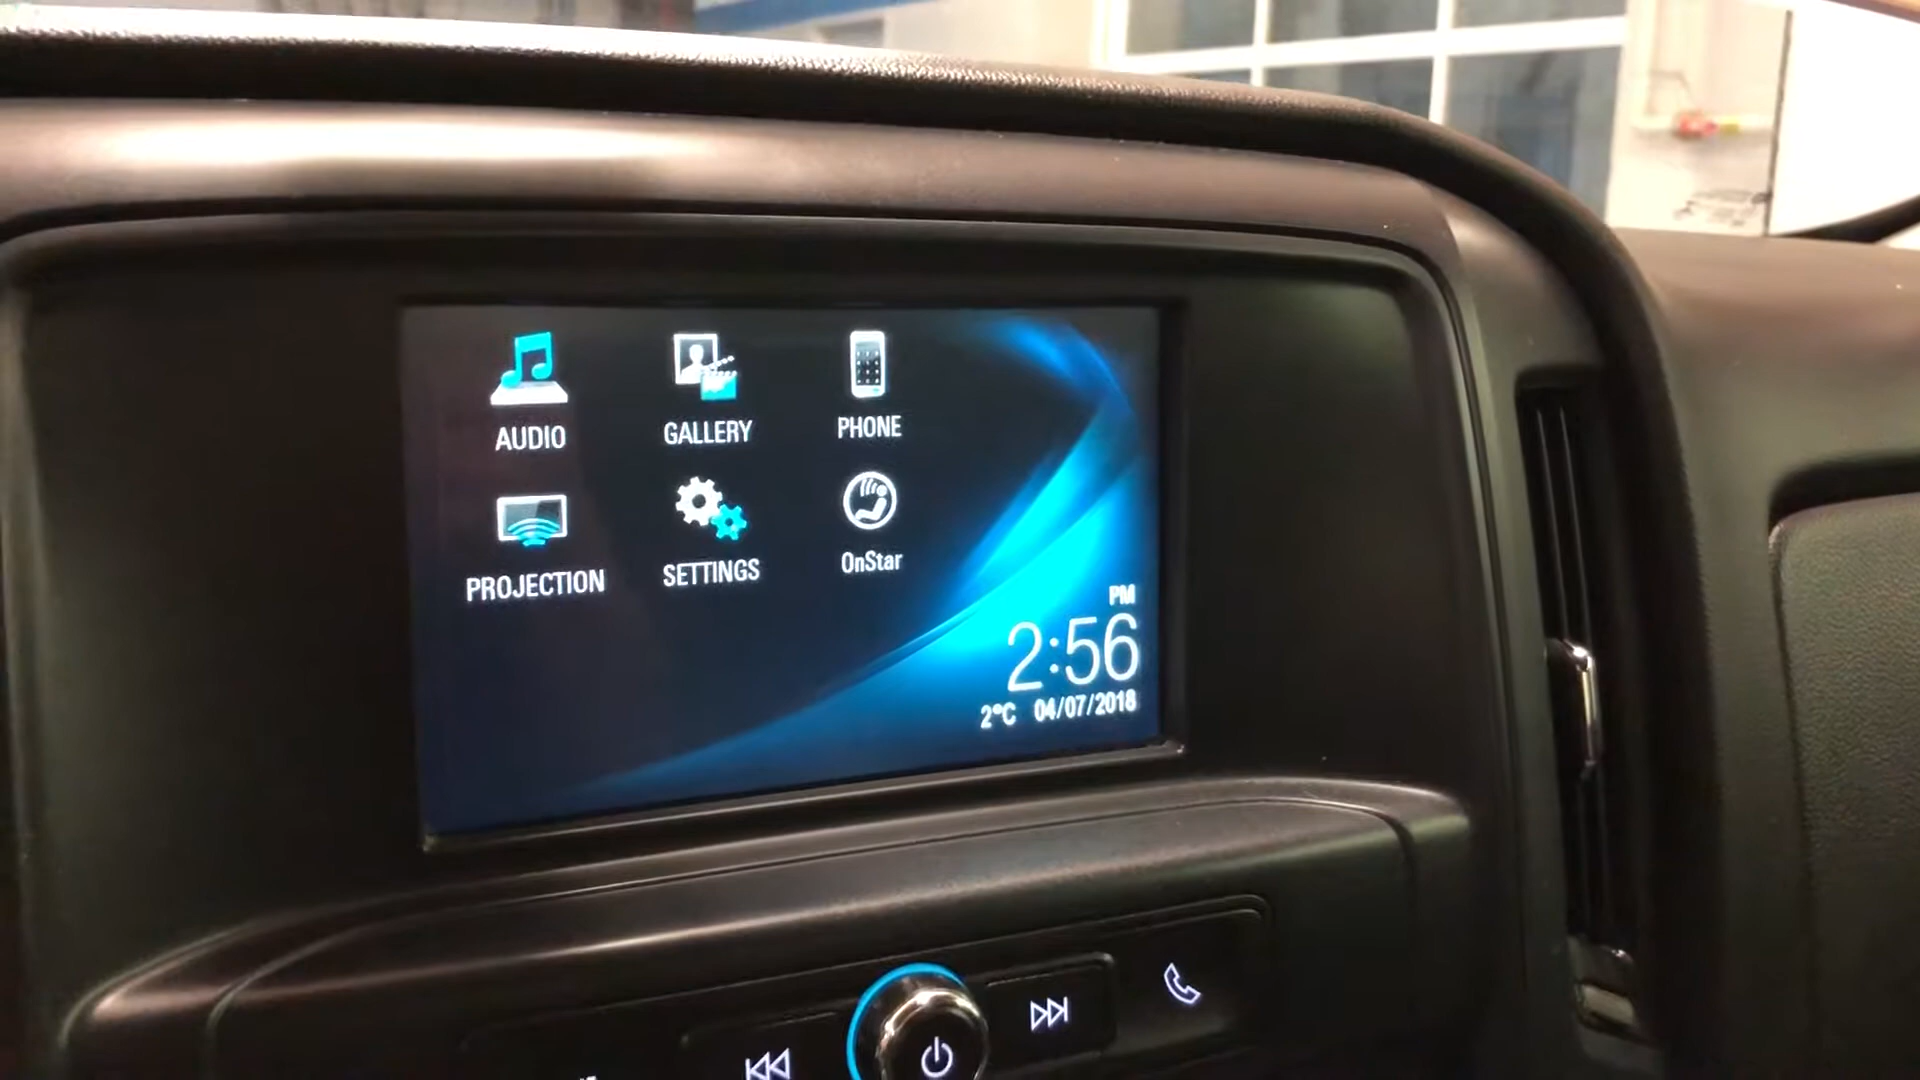 AUDIO GALLERY PHONE
PROJECTION SETTINGS OnStar
PM
2:56
2°C 04/07/2018